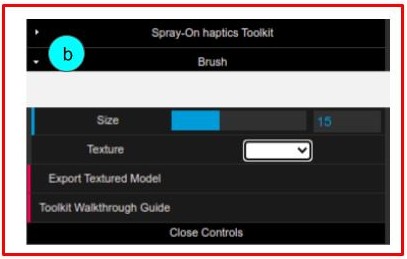 Spray-On haptics Toolkit
b
Brush
Size 15
Texture
Export Textured Model
Toolkit Walkthrough Guide
Close Controls